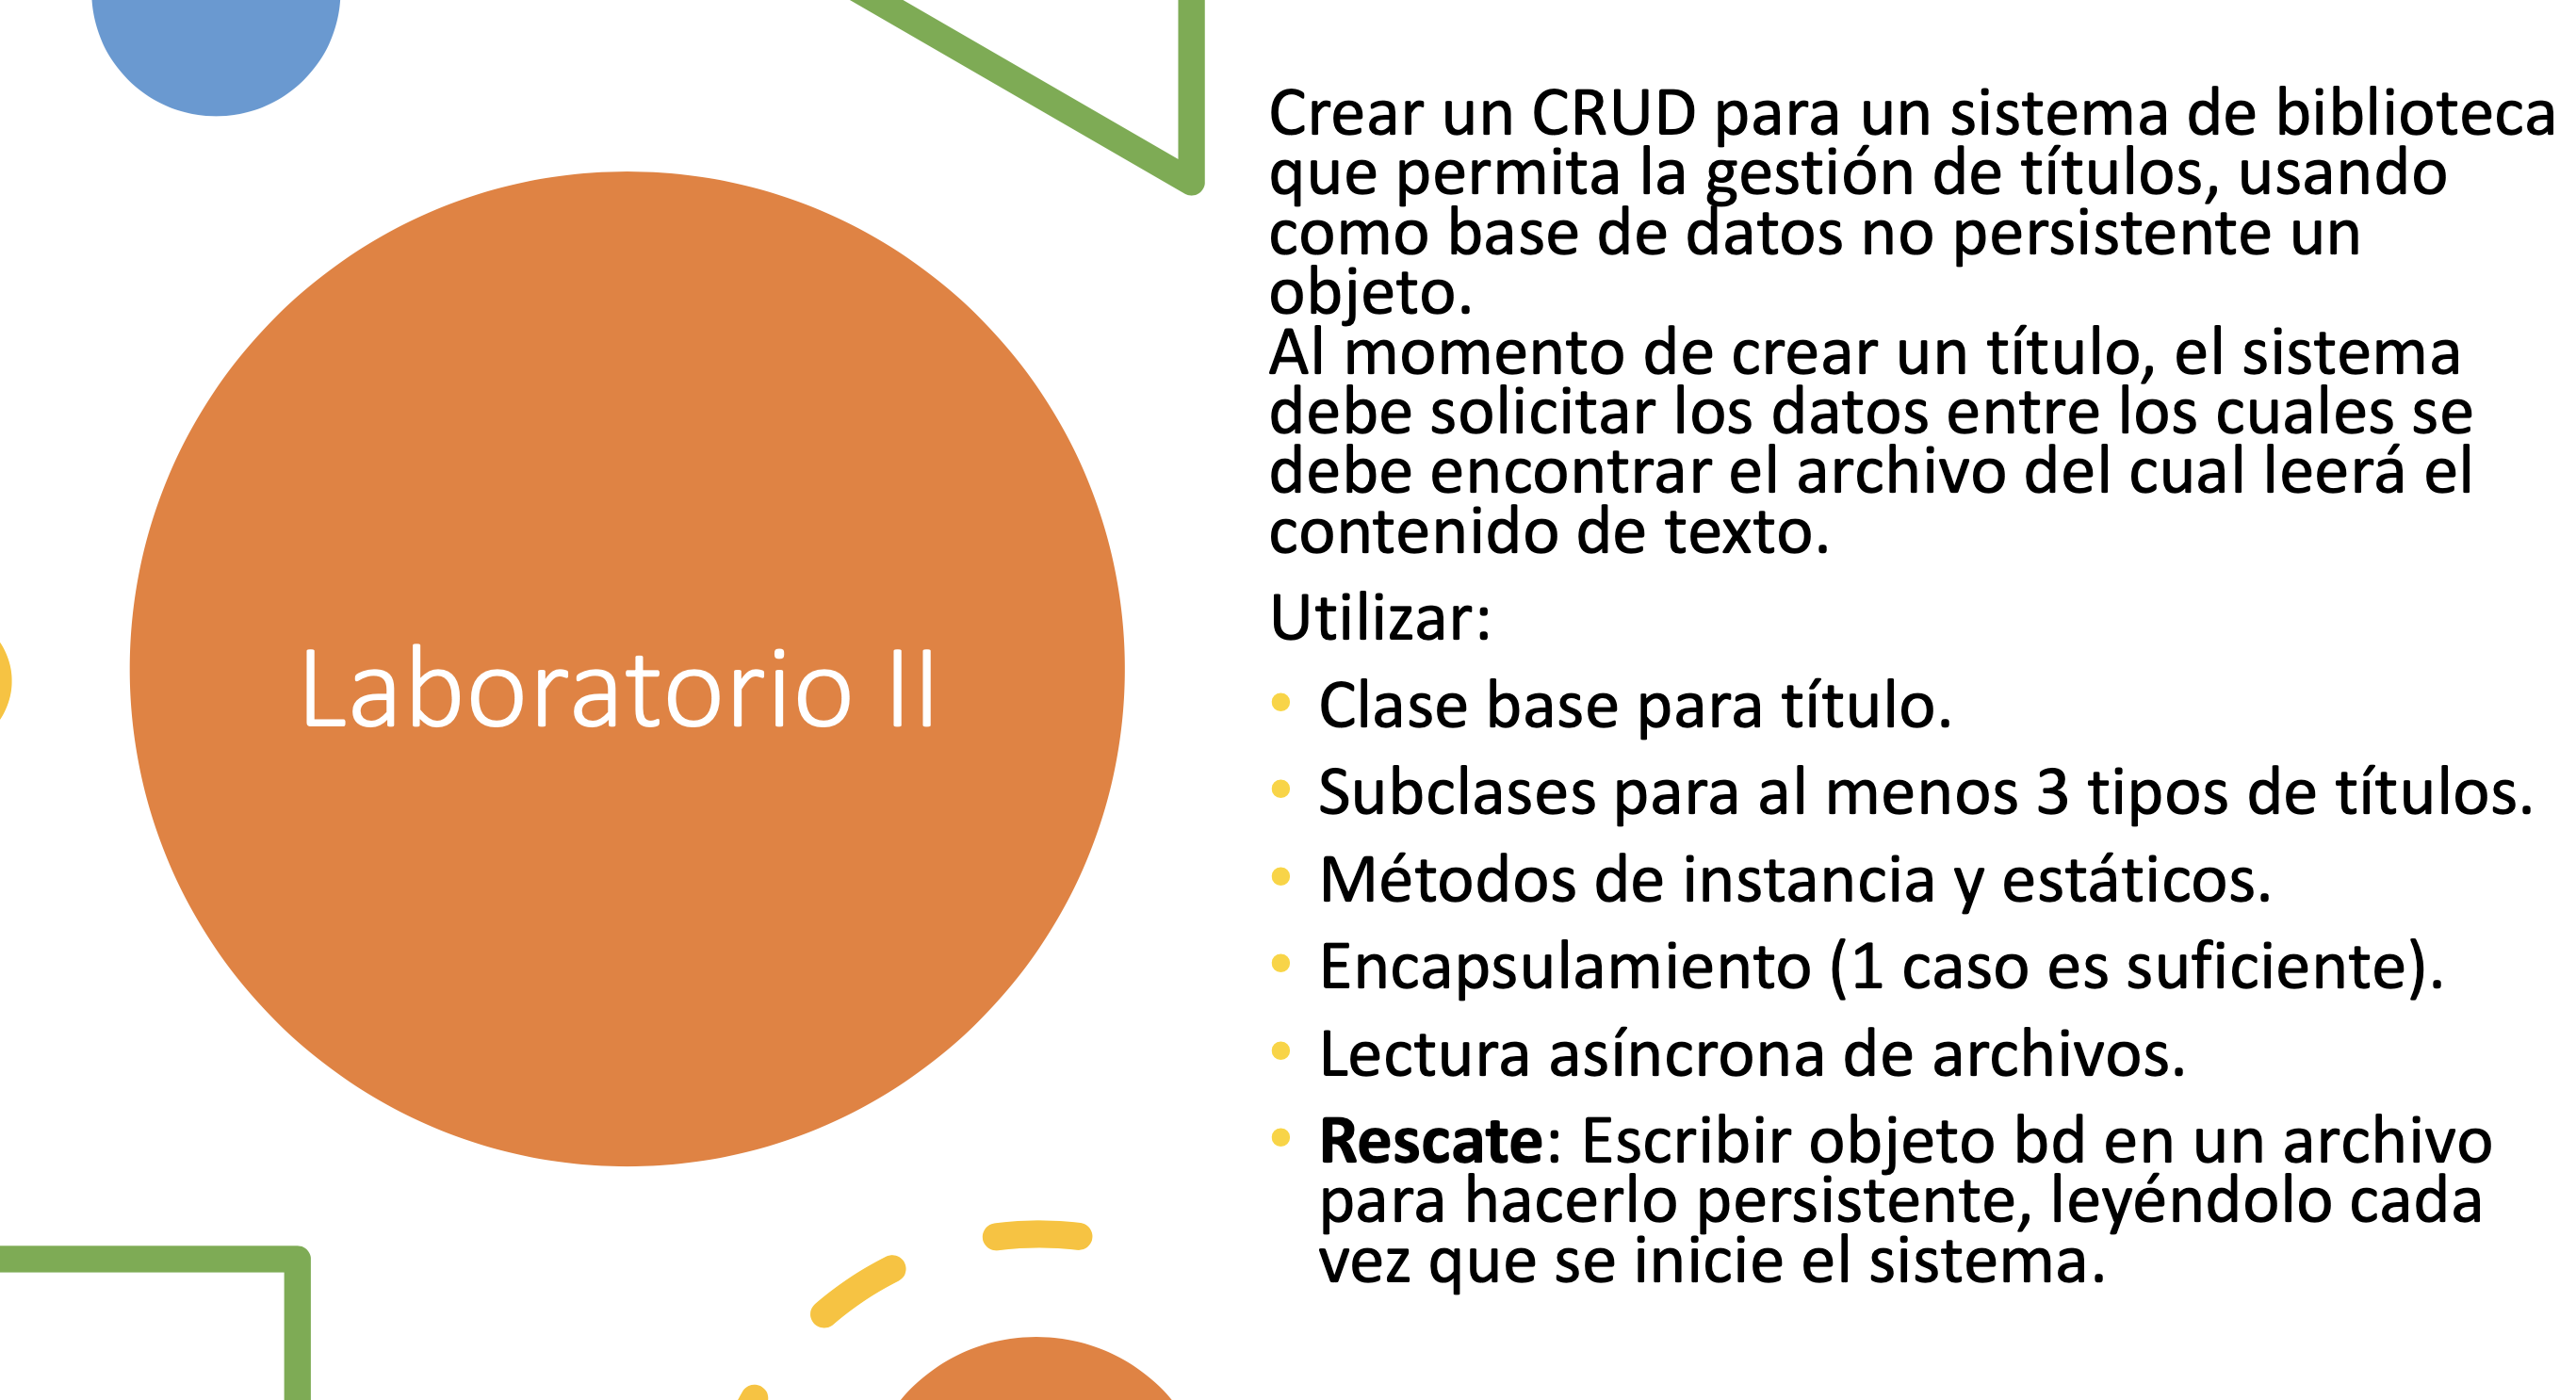 Laboratorio II
Crear un CRUD para un sistema de biblioteca
que permita la gestión de títulos, usando
como base de datos no persistente un
objeto.
Al momento de crear un título, el sistema
debe solicitar los datos entre los cuales se
debe encontrar el archivo del cual leerá el
contenido de texto.
Utilizar:
• Clase base para título.
• Subclases para al menos 3 tipos de títulos.
• Métodos de instancia y estáticos.
• Encapsulamiento (1 caso es suficiente).
• Lectura asíncrona de archivos.
• Rescate: Escribir objeto bd en un archivo
para hacerlo persistente, leyéndolo cada
vez que se inicie el sistema.